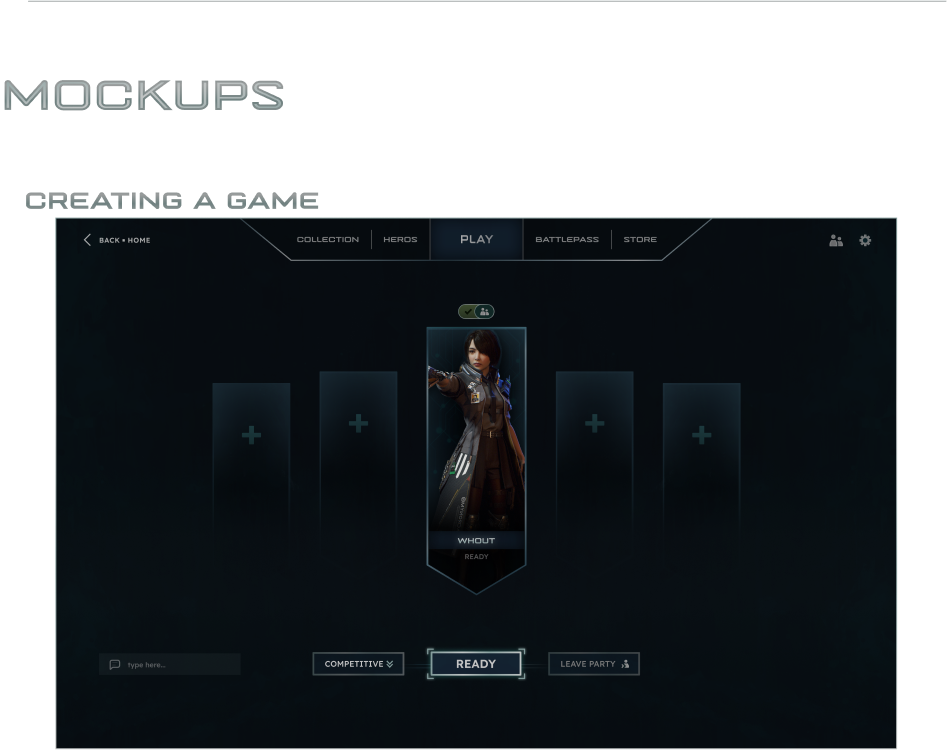 MOCKUPS
CREATING A GAME
BACK • HOME
COLLECTION
HEROS
PLAY
BATTLEPASS
STORE
WHOUT
READY
type here...
COMPETITIVE
READY
LEAVE PARTY